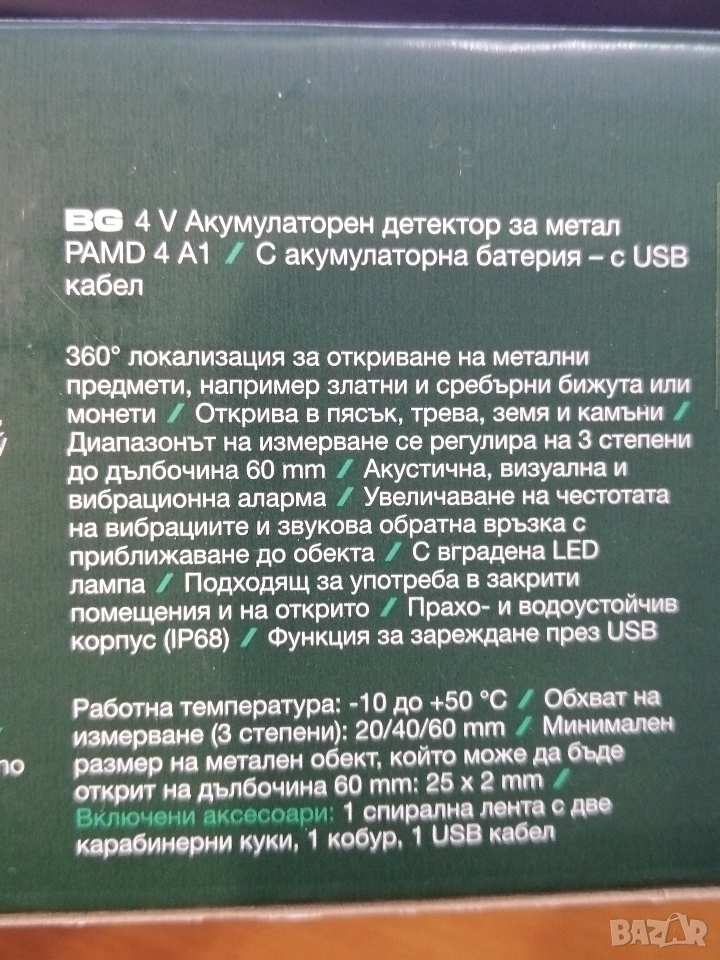 BG 4 V Акумулаторен детектор за метал
PAMD 4 A1 / С акумулаторна батерия – с USB
кабел
360° локализация за откриване на метални
предмети, например златни и сребърни бижута или
монети / Открива в пясък, трева, земя и камъни /
Диапазонът на измерване се регулира на 3 степени
до дълбочина 60 mm / Акустична, визуална и
вибрационна аларма / Увеличаване на честотата
на вибрациите и звукова обратна връзка с
приближаване до обекта / С вградена LED
лампа / Подходящ за употреба в закрити
помещения и на открито / Прахо- и водоустойчив
корпус (IP68) / Функция за зареждане през USB
Работна температура: -10 до +50 °C / Обхват на
измерване (3 степени): 20/40/60 mm / Минимален
размер на метален обект, който може да бъде
открит на дълбочина 60 mm: 25 x 2 mm /
Включени аксесоари: 1 спирална лента с две
карабинерни куки, 1 кобур, 1 USB кабел
BAZAR